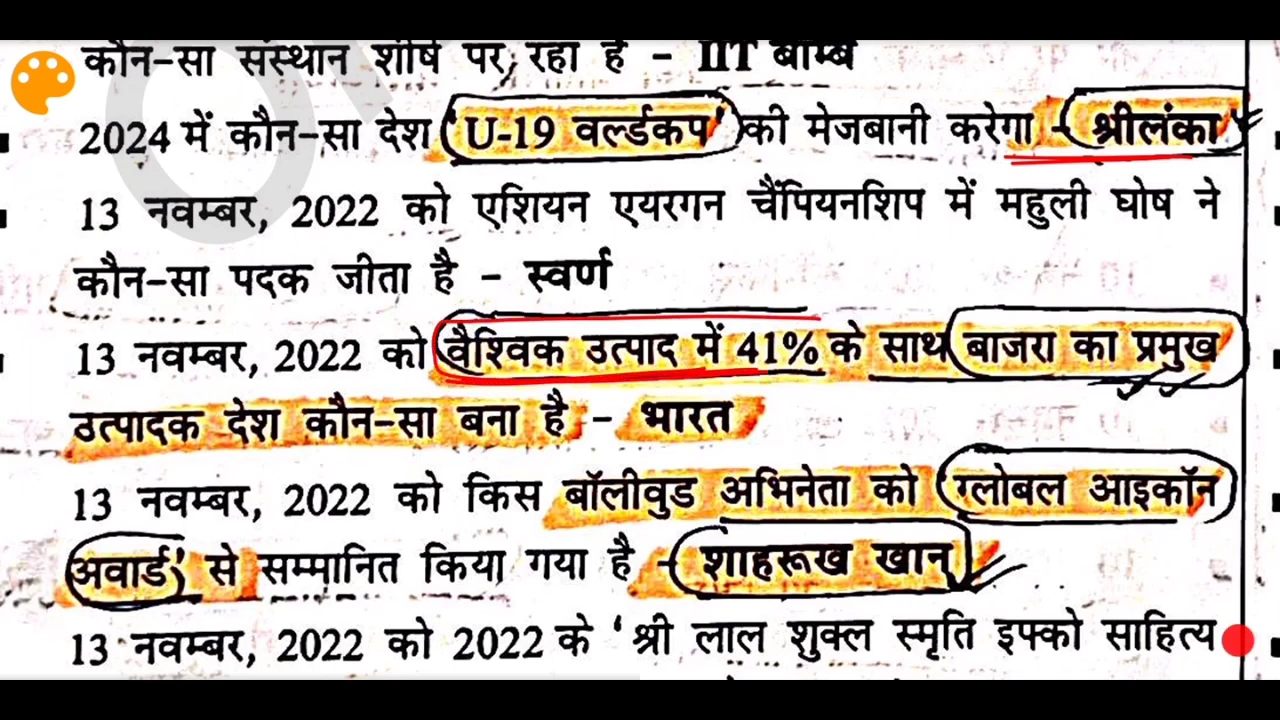 कौन-सा संस्थान शीर्ष पर रहा है - IIT बॉम्बे
2024 में कौन-सा देश 'U-19 वर्ल्डकप' की मेजबानी करेगा - श्रीलंका
13 नवम्बर, 2022 को एशियन एयरगन चैंपियनशिप में महुली घोष ने
कौन-सा पदक जीता है - स्वर्ण
13 नवम्बर, 2022 को वैश्विक उत्पाद में 41% के साथ बाजरा का प्रमुख
उत्पादक देश कौन-सा बना है - भारत
13 नवम्बर, 2022 को किस बॉलीवुड अभिनेता को 'ग्लोबल आइकॉन
अवार्ड' से सम्मानित किया गया है - शाहरूख खान
13 नवम्बर, 2022 को 2022 के 'श्री लाल शुक्ल स्मृति इफ्को साहित्य